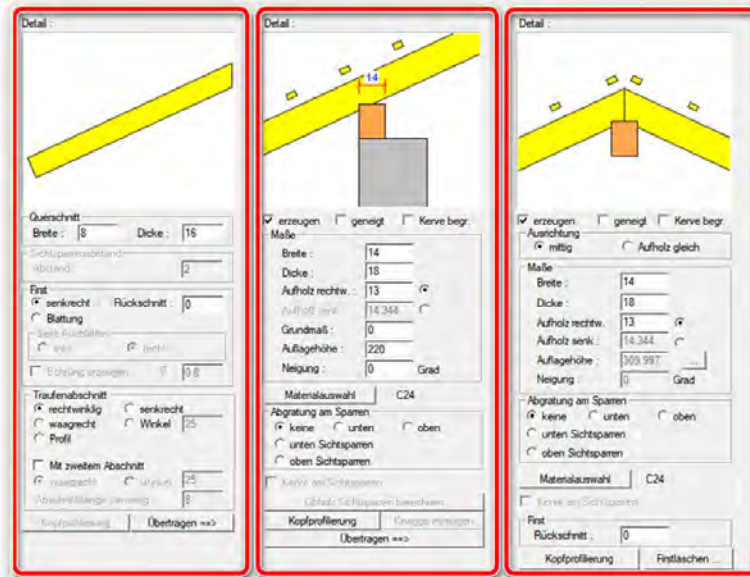 Detail :
Querschnitt
Breite : 8 Dicke : 16
Sichtsparrenabstand
Abstand: 2
First
senkrecht Rückschnitt : 0
Blattung
Seite Ausblatten
links rechts
Bohrung erzeugen 0.8
Traufenabschnitt
rechtwinklig senkrecht
waagrecht Winkel 25
Profil
Mit zweitem Abschnitt
waagrecht Winkel 25
8
Kopfprofilierung Übertragen ==>
Detail :
14
erzeugen geneigt Kerve begr.
Maße
Breite : 14
Dicke : 18
Aufholz rechtw. : 13
Aufholz senk. : 14.344
Grundmaß : 0
Auflagehöhe : 220
Neigung : 0 Grad
Materialauswahl C24
Abgratung am Sparren
keine unten oben
unten Sichtsparren
oben Sichtsparren
Kerve am Sichtsparren
Obholz Sichtsparren berechnen
Kopfprofilierung Knagge erzeugen
Übertragen ==>
Detail :
erzeugen geneigt Kerve begr.
Ausrichtung
mittig Aufholz gleich
Maße
Breite : 14
Dicke : 18
Aufholz rechtw. : 13
Aufholz senk. : 14.344
Auflagehöhe : 309.997 ...
Neigung : 0 Grad
Abgratung am Sparren
keine unten oben
unten Sichtsparren
oben Sichtsparren
Materialauswahl C24
Kerve am Sichtsparren
First
Rückschnitt : 0
Kopfprofilierung Firstlaschen ...